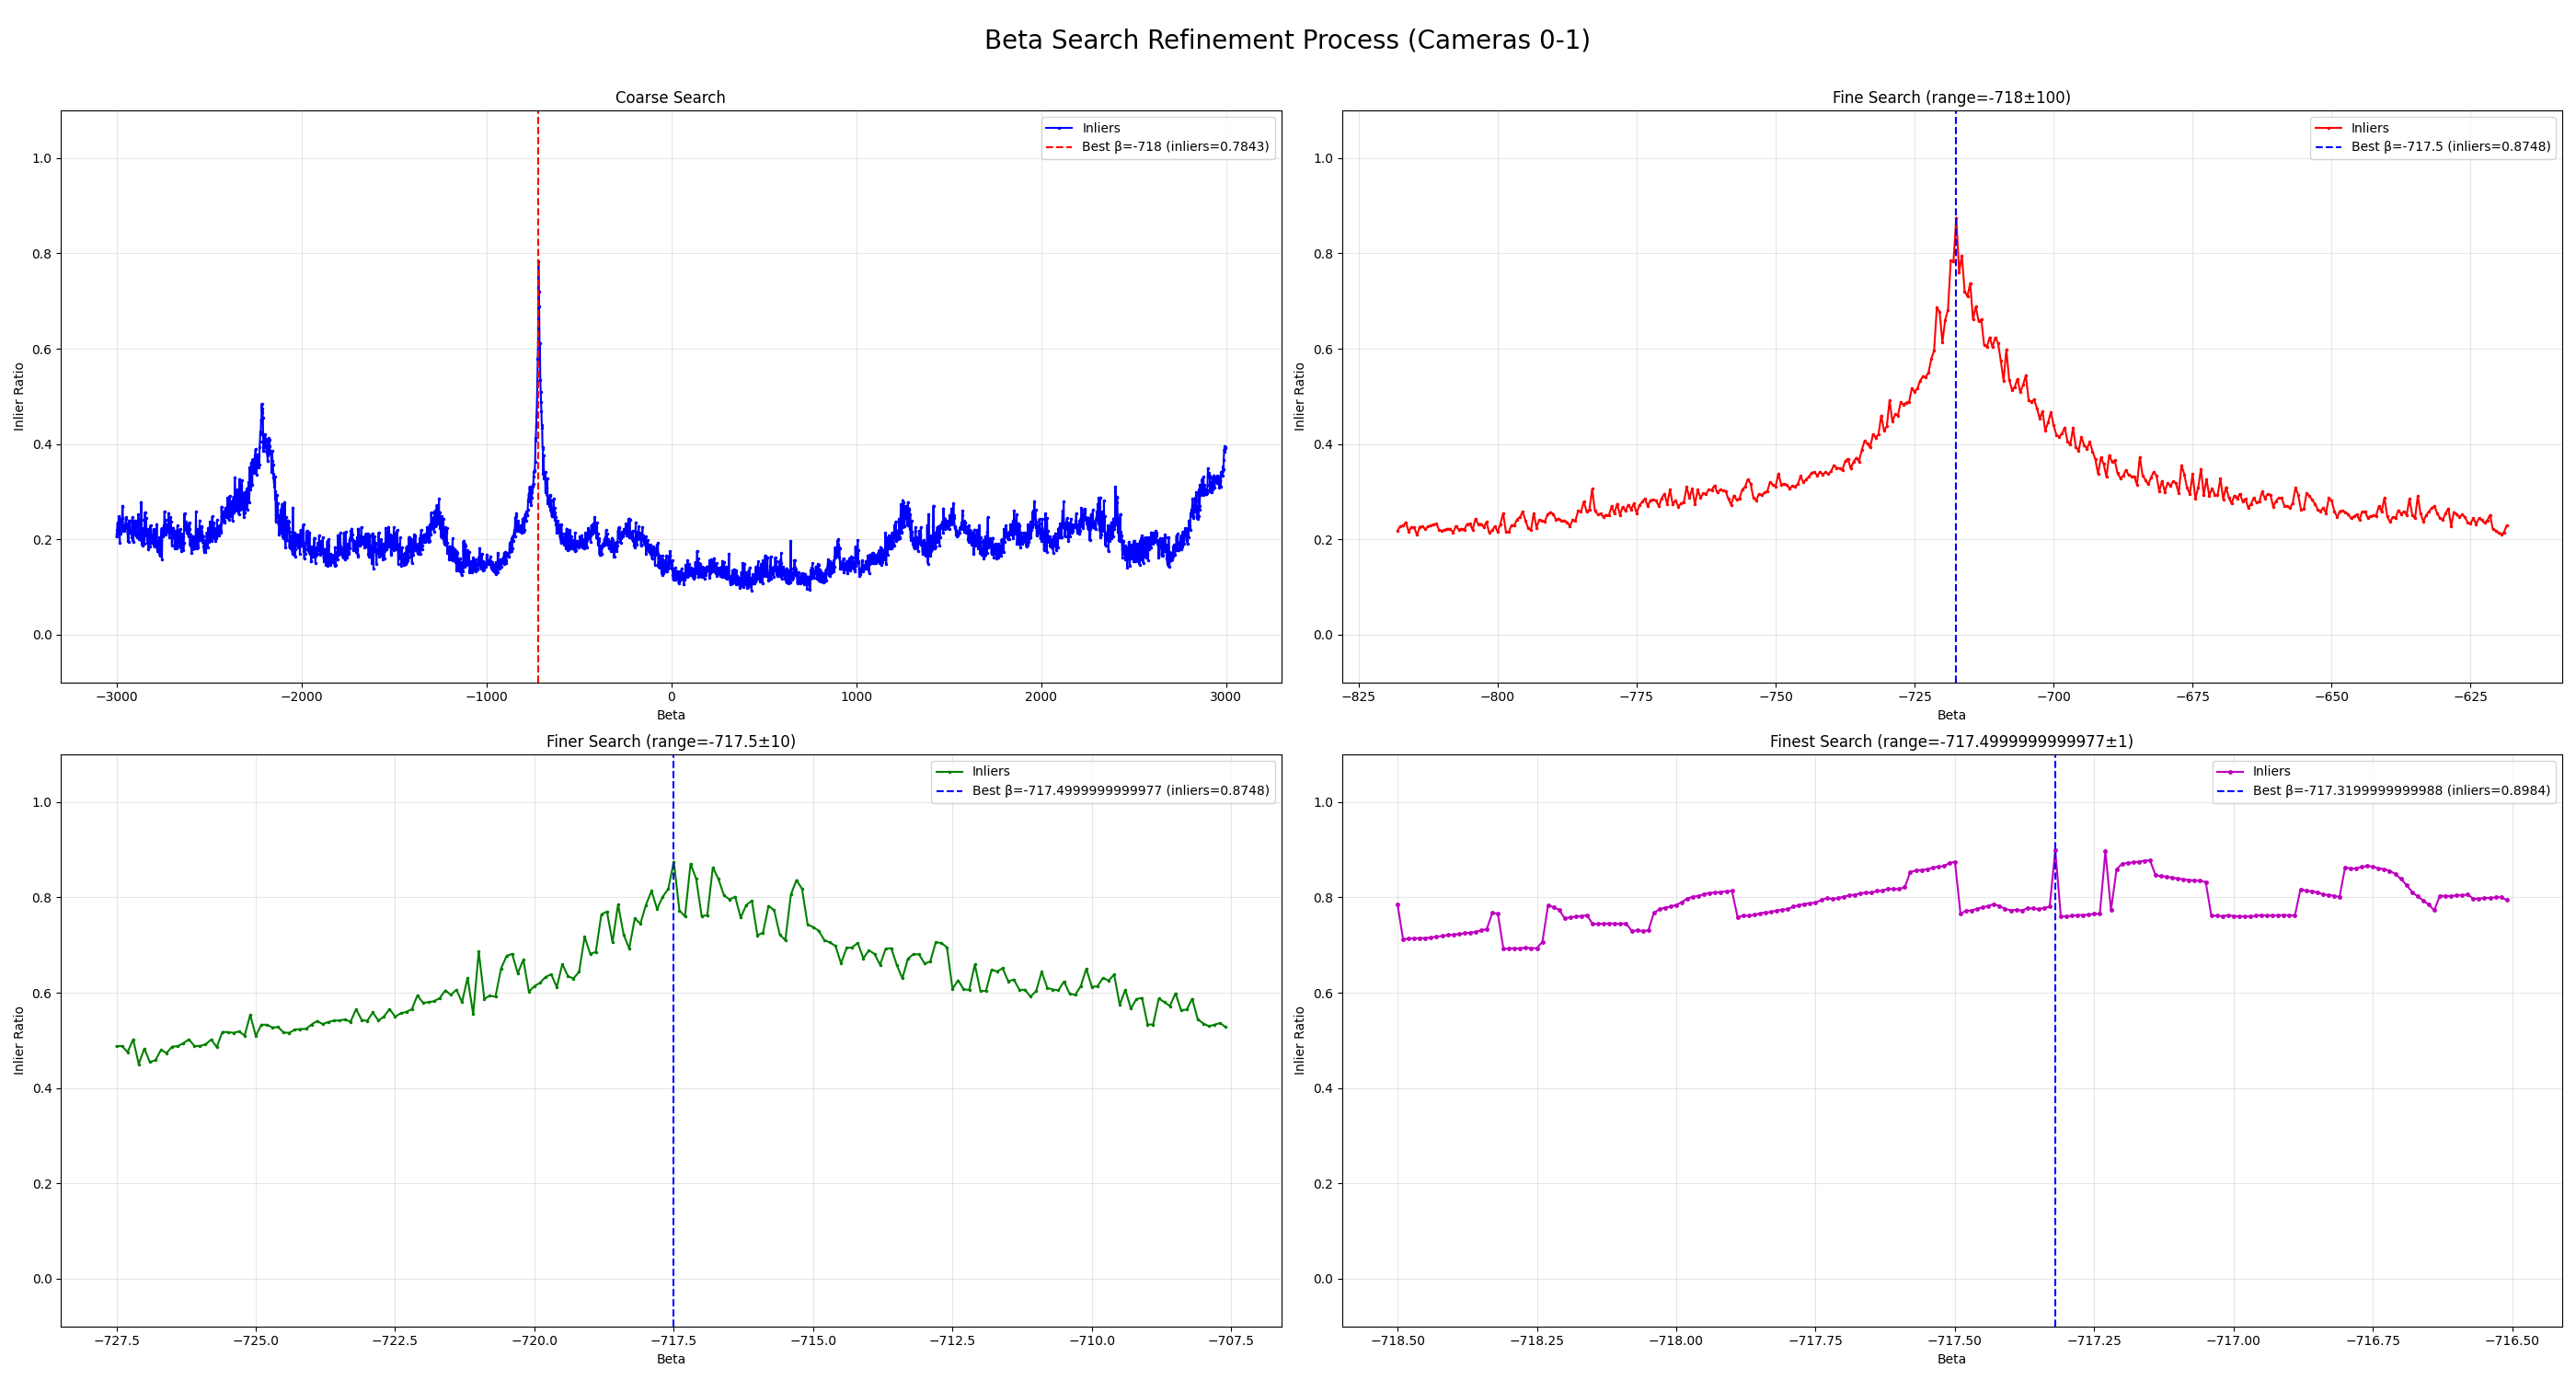 Beta Search Refinement Process (Cameras 0-1)
Coarse Search
Inliers
Best β=-718 (inliers=0.7843)
1.0
0.8
0.6
0.4
0.2
0.0
Inlier Ratio
−3000
−2000
−1000
0
1000
2000
3000
Beta
Fine Search (range=-718±100)
Inliers
Best β=-717.5 (inliers=0.8748)
1.0
0.8
0.6
0.4
0.2
0.0
Inlier Ratio
−825
−800
−775
−750
−725
−700
−675
−650
−625
Beta
Finer Search (range=-717.5±10)
Inliers
Best β=-717.4999999999977 (inliers=0.8748)
1.0
0.8
0.6
0.4
0.2
0.0
Inlier Ratio
−727.5
−725.0
−722.5
−720.0
−717.5
−715.0
−712.5
−710.0
−707.5
Beta
Finest Search (range=-717.4999999999977±1)
Inliers
Best β=-717.3199999999988 (inliers=0.8984)
1.0
0.8
0.6
0.4
0.2
0.0
Inlier Ratio
−718.50
−718.25
−718.00
−717.75
−717.50
−717.25
−717.00
−716.75
−716.50
Beta